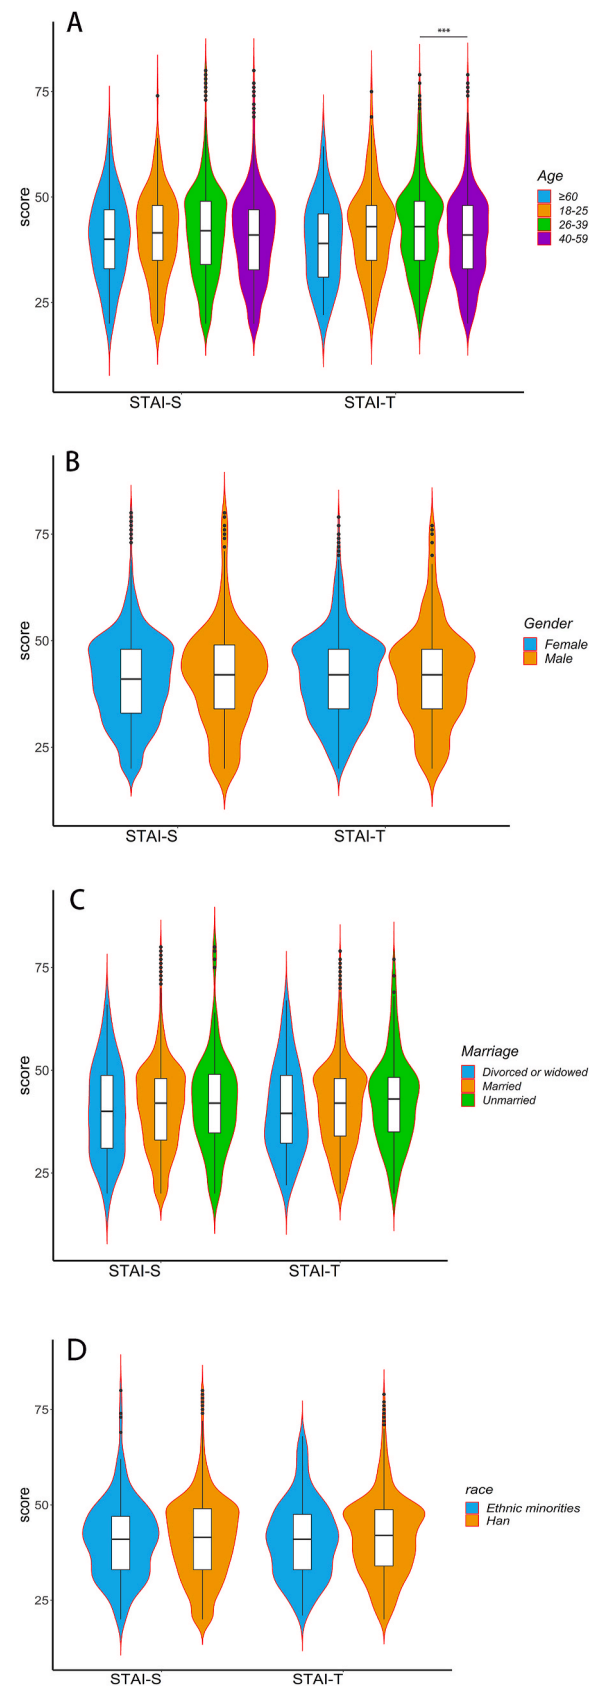 A
***
75
50
25
score
STAI-S
STAI-T
Age
≥60
18-25
26-39
40-59
B
75
50
25
score
STAI-S
STAI-T
Gender
Female
Male
C
75
50
25
score
STAI-S
STAI-T
Marriage
Divorced or widowed
Married
Unmarried
D
75
50
25
score
STAI-S
STAI-T
race
Ethnic minorities
Han